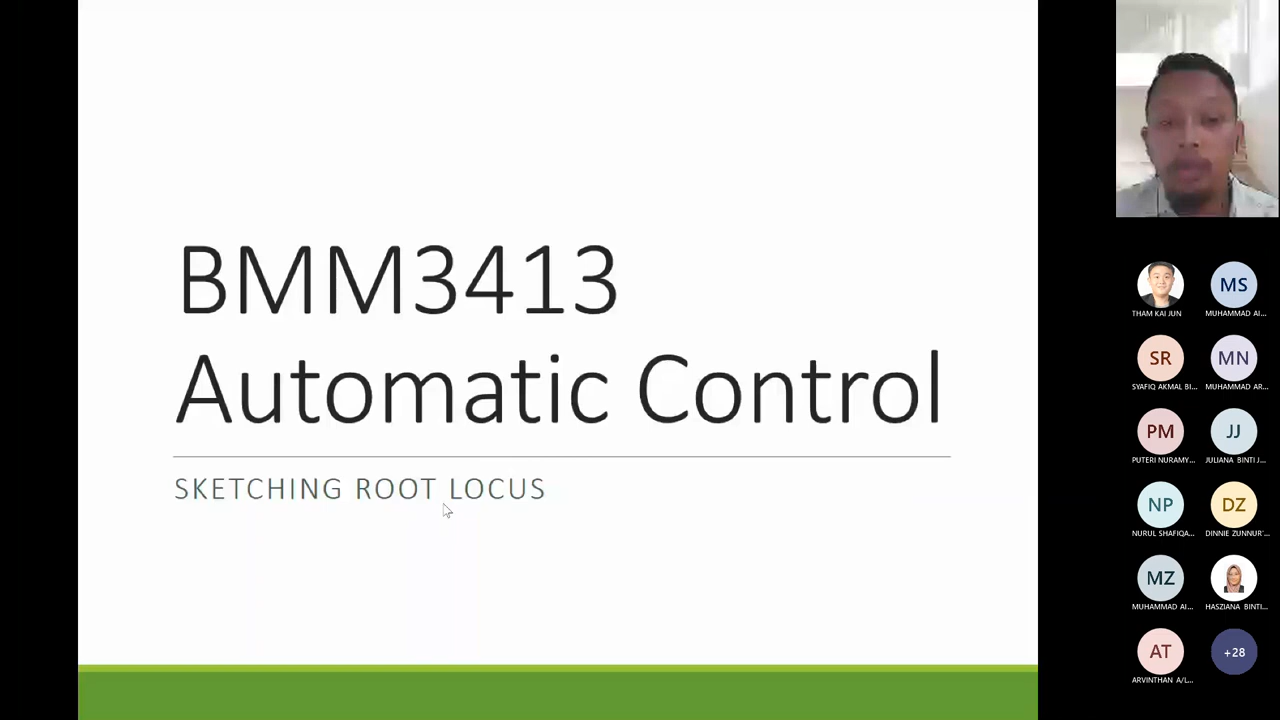 BMM3413
Automatic Control
SKETCHING ROOT LOCUS
THAM KAI JUN
MS
MUHAMMAD AI...
SR
SYAFIQ AKMAL BI...
MN
MUHAMMAD AR...
PM
PUTERI NURAMY...
JJ
JULIANA BINTI J...
NP
NURUL SHAFIQA...
DZ
DINNIE ZUNNUR'...
MZ
MUHAMMAD AI...
HASZIANA BINTI...
AT
ARVINTHAN A/L...
+28